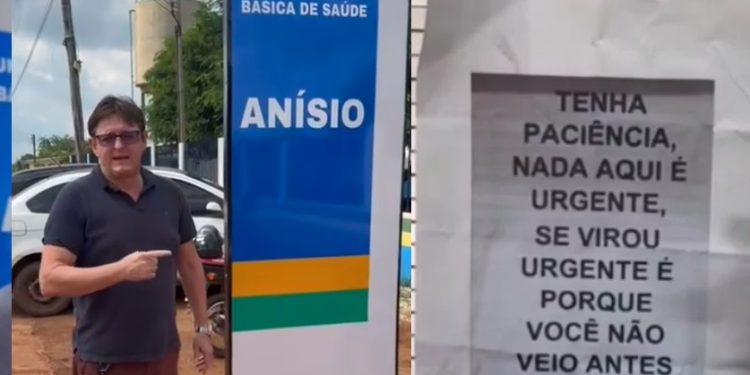 BÁSICA DE SAÚDE
ANÍSIO
TENHA
PACIÊNCIA,
NADA AQUI É
URGENTE,
SE VIROU
URGENTE É
PORQUE
VOCÊ NÃO
VEIO ANTES